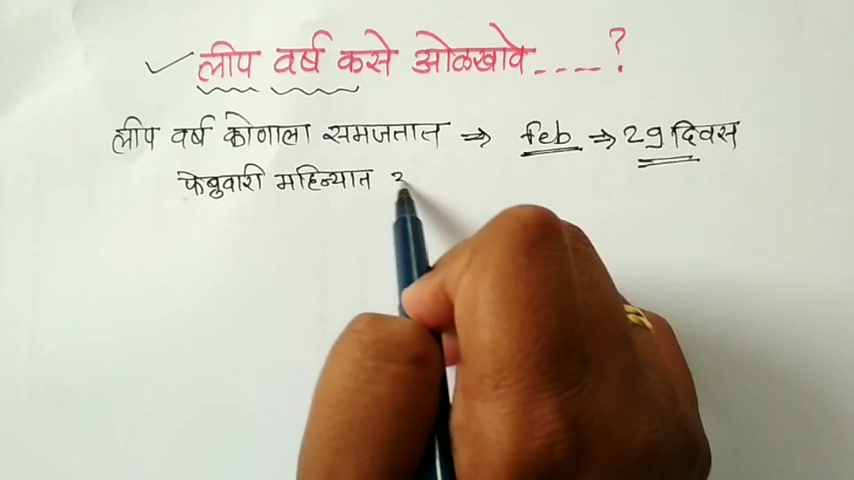 लीप वर्ष कसे ओळखावे....?
लीप वर्ष कोणाला समजतात ⇒ feb ⇒ 29 दिवस
फेब्रुवारी महिन्यात